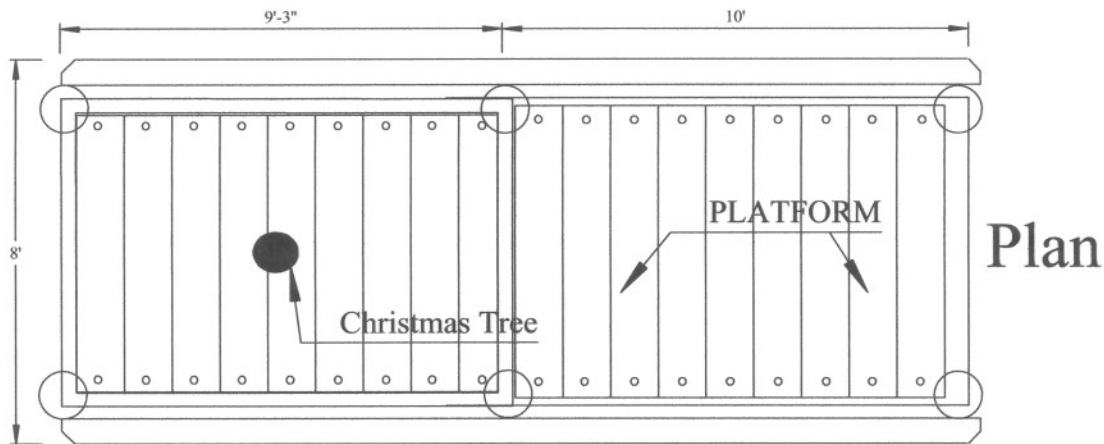 9'-3"
10'
8'
PLATFORM
Plan
Christmas Tree